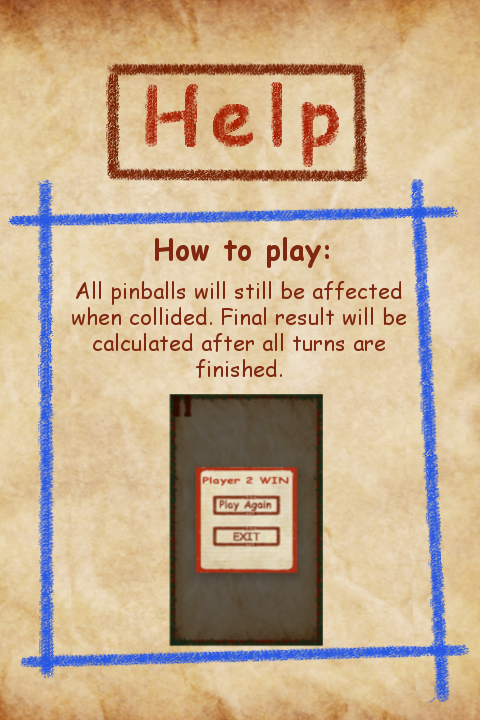 Help
How to play:
All pinballs will still be affected
when collided. Final result will be
calculated after all turns are
finished.
Player 2 WIN
Play Again
EXIT